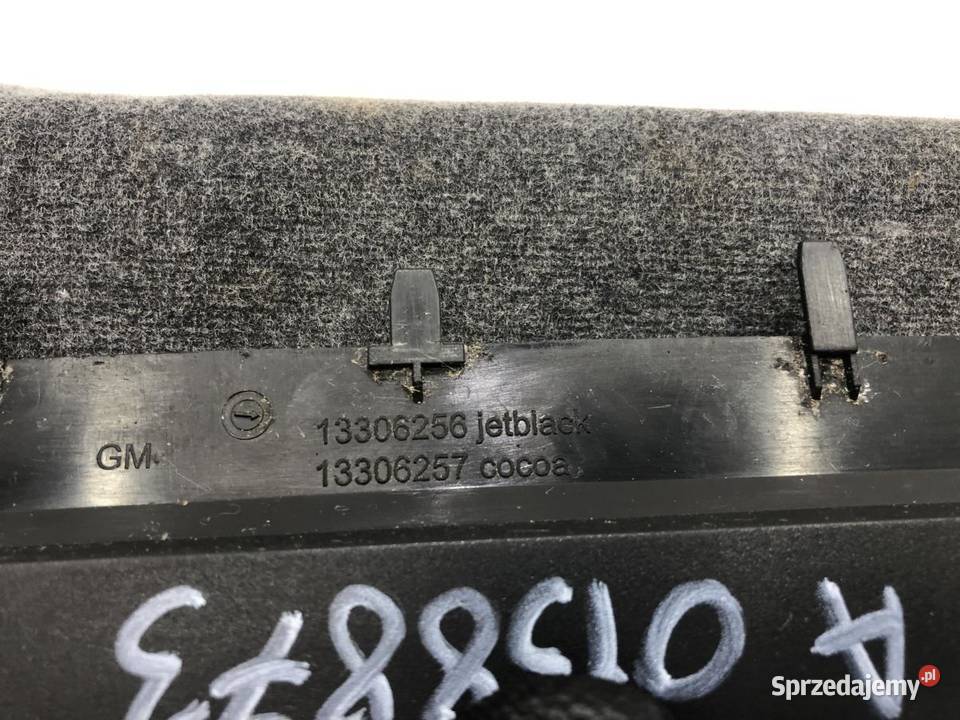 13306256 jetblack
GM
13306257 cocoa
Sprzedajemy.pl